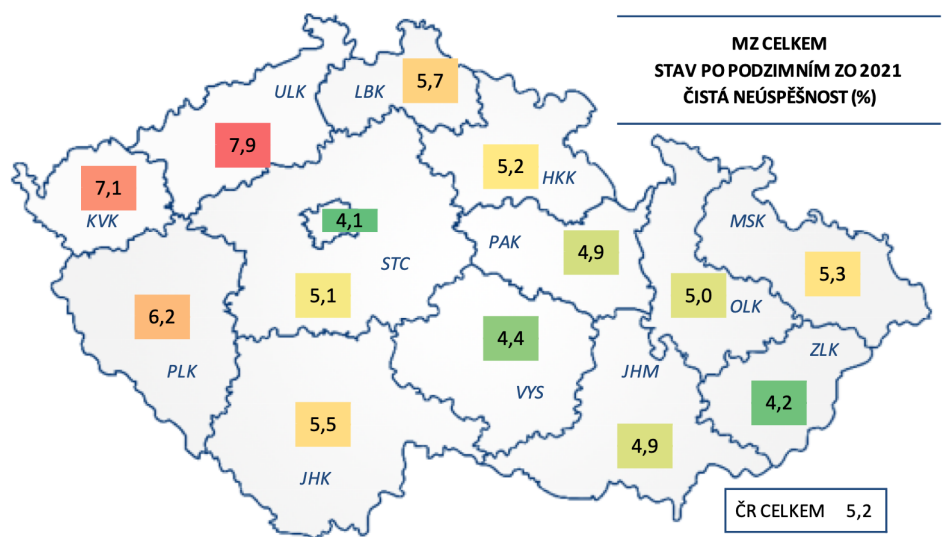 MZ CELKEM
STAV PO PODZIMNÍM ZO 2021
ČISTÁ NEÚSPĚŠNOST (%)
ULK
7,9
LBK
5,7
KVK
7,1
HKK
5,2
4,1
STC
5,1
PAK
4,9
MSK
5,3
OLK
5,0
PLK
6,2
VYS
4,4
JHM
4,9
ZLK
4,2
JHK
5,5
ČR CELKEM 5,2